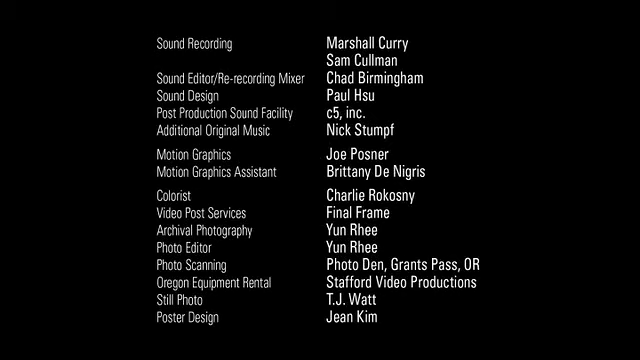 Sound Recording Marshall Curry
Sam Cullman
Sound Editor/Re-recording Mixer Chad Birmingham
Sound Design Paul Hsu
Post Production Sound Facility c5, inc.
Additional Original Music Nick Stumpf
Motion Graphics Joe Posner
Motion Graphics Assistant Brittany De Nigris
Colorist Charlie Rokosny
Video Post Services Final Frame
Archival Photography Yun Rhee
Photo Editor Yun Rhee
Photo Scanning Photo Den, Grants Pass, OR
Oregon Equipment Rental Stafford Video Productions
Still Photo T.J. Watt
Poster Design Jean Kim